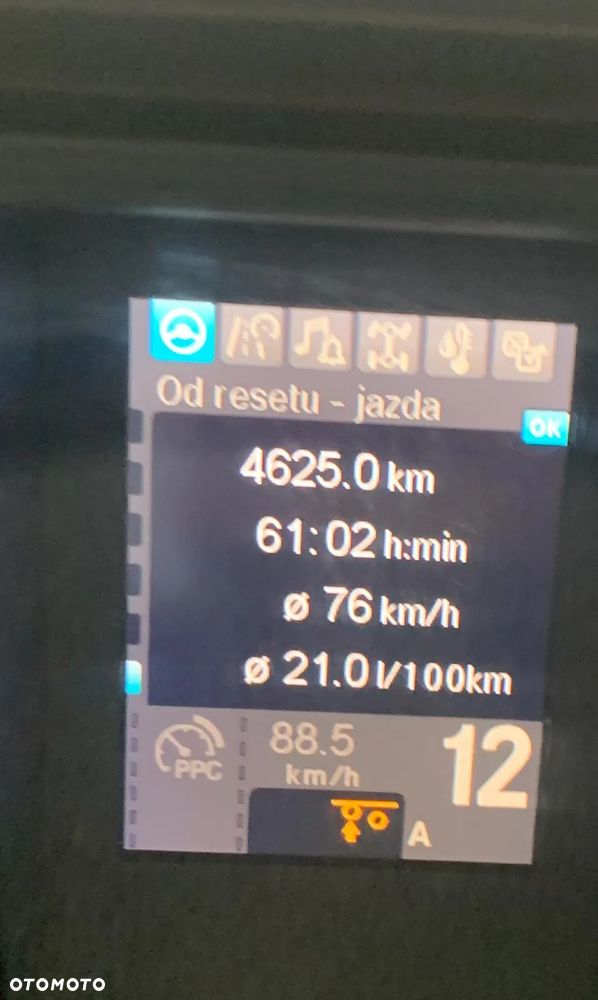 Od resetu - jazda
OK
4625.0 km
61:02 h:min
ø 76 km/h
ø 21.0 l/100km
PPC
88.5
km/h
12
A
OTOMOTO